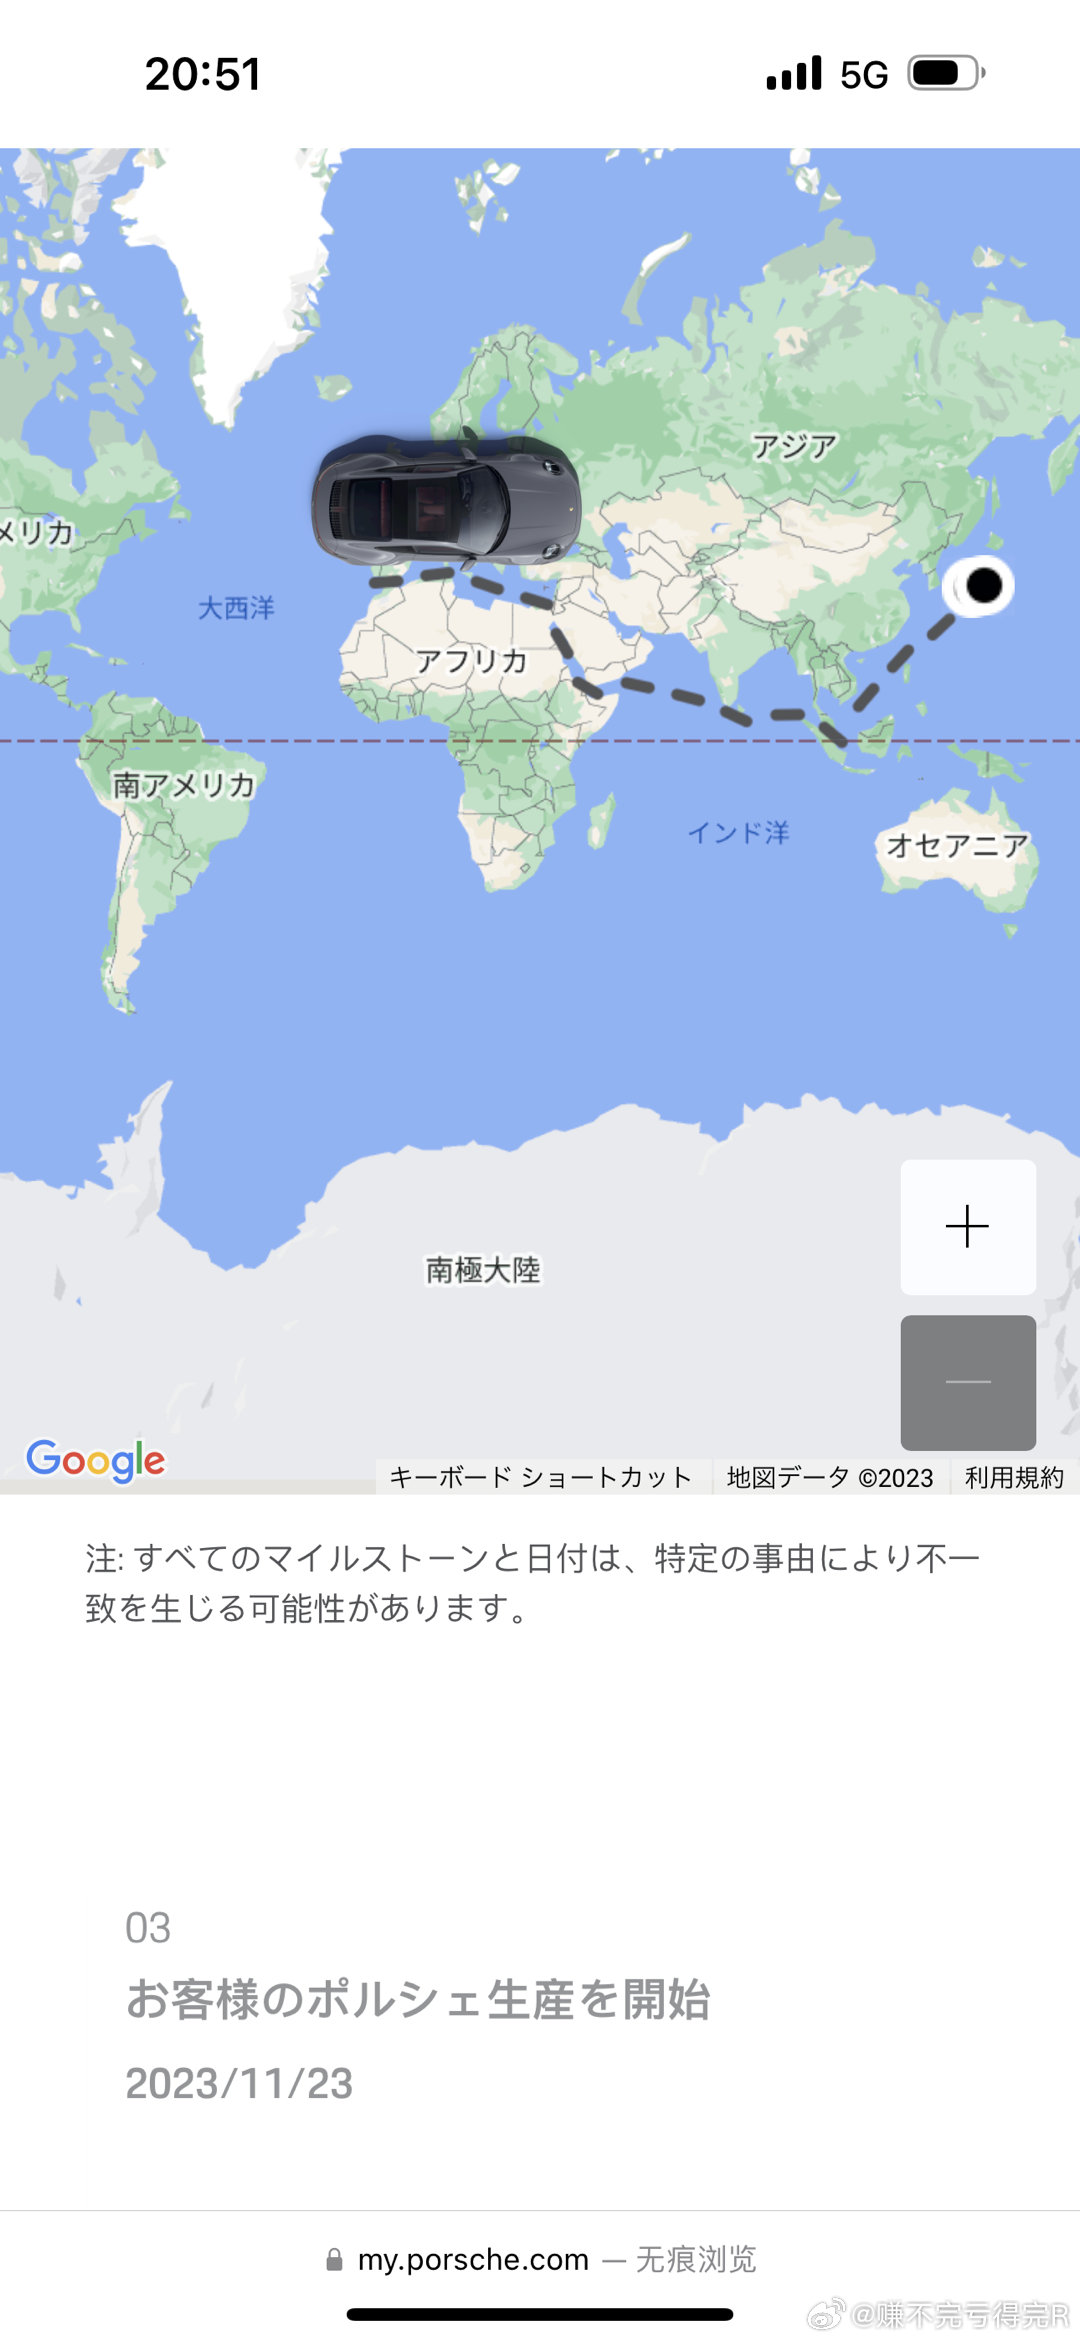 20:51
5G
アジア
メリカ
大西洋
アフリカ
南アメリカ
インド洋
オセアニア
南極大陸
Google
キーボード ショートカット
地図データ ©2023
利用規約
注: すべてのマイルストーンと日付は、特定の事由により不一
致を生じる可能性があります。
03
お客様のポルシェ生産を開始
2023/11/23
my.porsche.com — 无痕浏览
@赚不完亏得完R